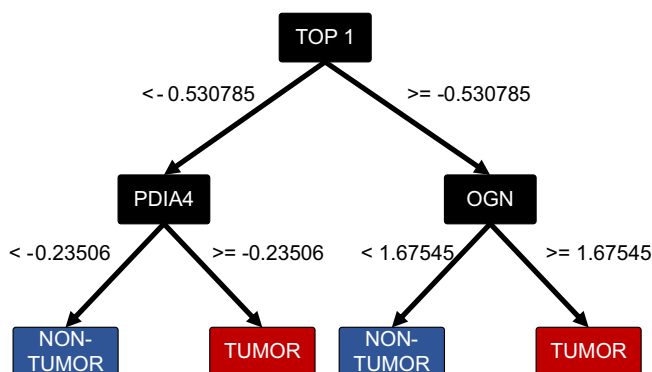 TOP 1
<- 0.530785
>= -0.530785
PDIA4
OGN
< -0.23506
>= -0.23506
< 1.67545
>= 1.67545
NON-
TUMOR
TUMOR
NON-
TUMOR
TUMOR